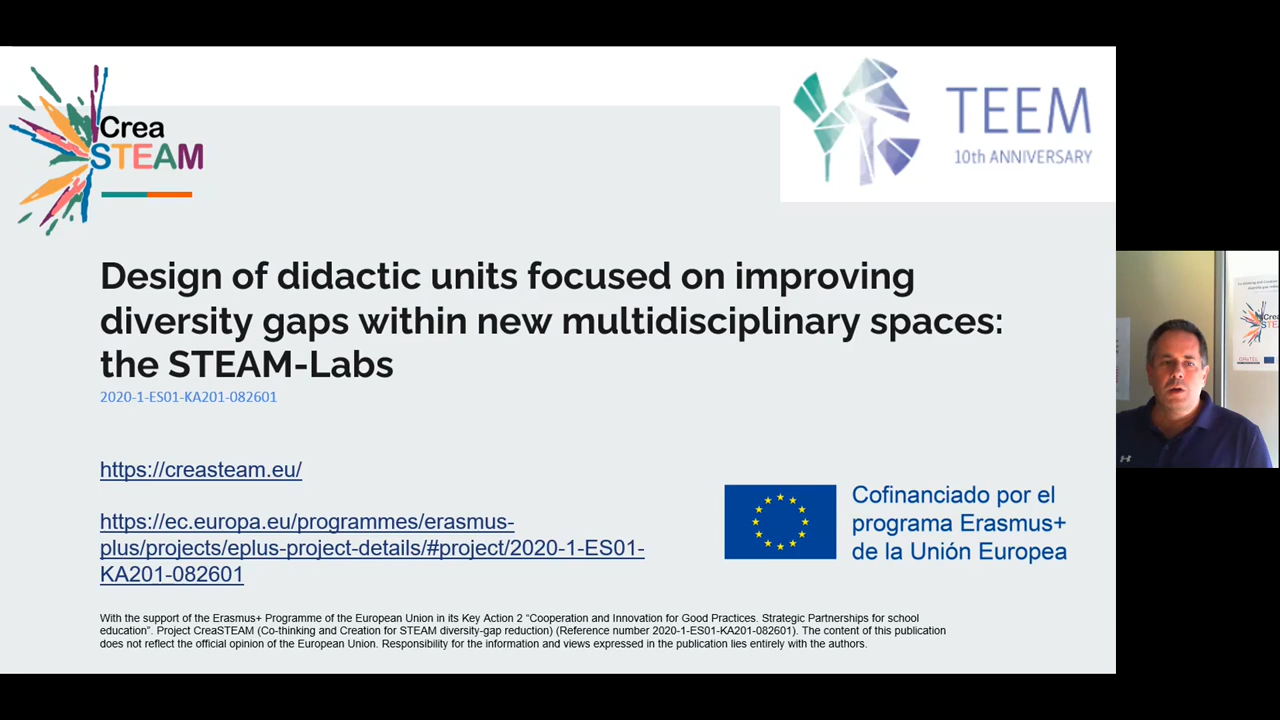 Crea
STEAM
TEEM
10th ANNIVERSARY
Design of didactic units focused on improving
diversity gaps within new multidisciplinary spaces:
the STEAM-Labs
2020-1-ES01-KA201-082601
https://creasteam.eu/
https://ec.europa.eu/programmes/erasmus-
plus/projects/eplus-project-details/#project/2020-1-ES01-
KA201-082601
Cofinanciado por el
programa Erasmus+
de la Unión Europea
With the support of the Erasmus+ Programme of the European Union in its Key Action 2 “Cooperation and Innovation for Good Practices. Strategic Partnerships for school
education”. Project CreaSTEAM (Co-thinking and Creation for STEAM diversity-gap reduction) (Reference number 2020-1-ES01-KA201-082601). The content of this publication
does not reflect the official opinion of the European Union. Responsibility for the information and views expressed in the publication lies entirely with the authors.